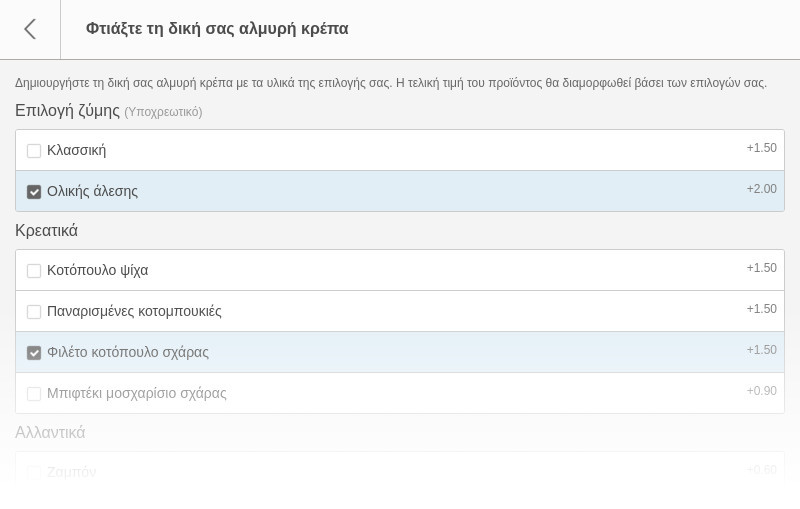 Φτιάξτε τη δική σας αλμυρή κρέπα
Δημιουργήστε τη δική σας αλμυρή κρέπα με τα υλικά της επιλογής σας. Η τελική τιμή του προϊόντος θα διαμορφωθεί βάσει των επιλογών σας.
Επιλογή ζύμης (Υποχρεωτικό)
Κλασσική +1.50
Ολικής άλεσης +2.00
Κρεατικά
Κοτόπουλο ψίχα +1.50
Παναρισμένες κοτομπουκιές +1.50
Φιλέτο κοτόπουλο σχάρας +1.50
Μπιφτέκι μοσχαρίσιο σχάρας +0.90
Αλλαντικά
Ζαμπόν +0.60